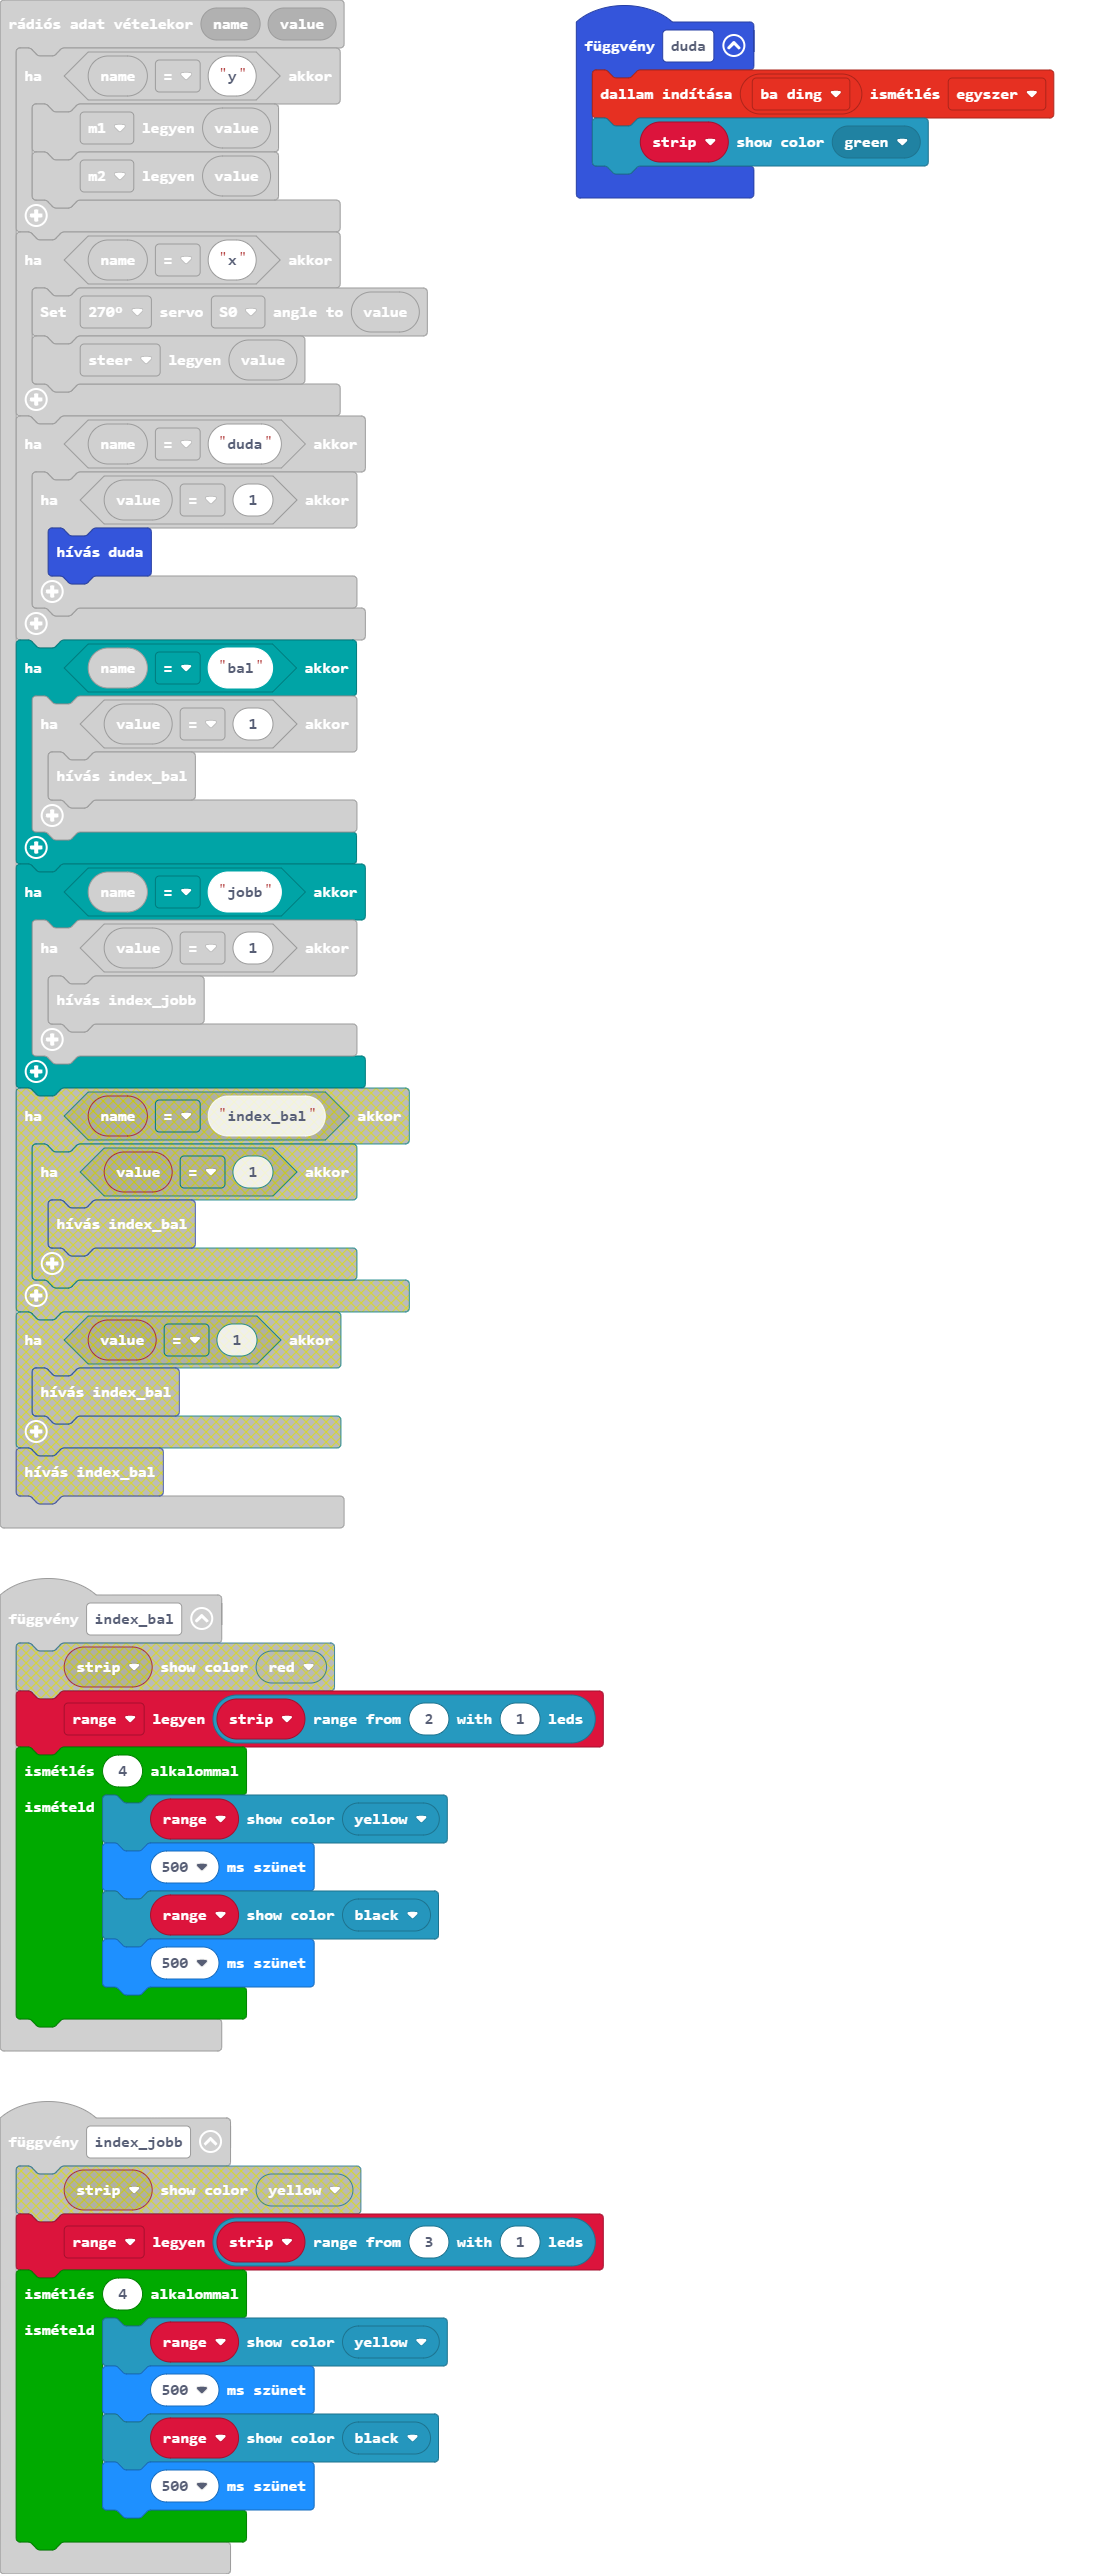 rádiós adat vételekor name value
ha name = "y" akkor
m1 legyen value
m2 legyen value
ha name = "x" akkor
Set 270° servo S0 angle to value
steer legyen value
ha name = "duda" akkor
ha value = 1 akkor
hívás duda
ha name = "bal" akkor
ha value = 1 akkor
hívás index_bal
ha name = "jobb" akkor
ha value = 1 akkor
hívás index_jobb
ha name = "index_bal" akkor
ha value = 1 akkor
hívás index_bal
ha value = 1 akkor
hívás index_bal
hívás index_bal
függvény duda
dallam indítása ba ding ismétlés egyszer
strip show color green
függvény index_bal
strip show color red
range legyen strip range from 2 with 1 leds
ismétlés 4 alkalommal
ismételd range show color yellow
500 ms szünet
range show color black
500 ms szünet
függvény index_jobb
strip show color yellow
range legyen strip range from 3 with 1 leds
ismétlés 4 alkalommal
ismételd range show color yellow
500 ms szünet
range show color black
500 ms szünet